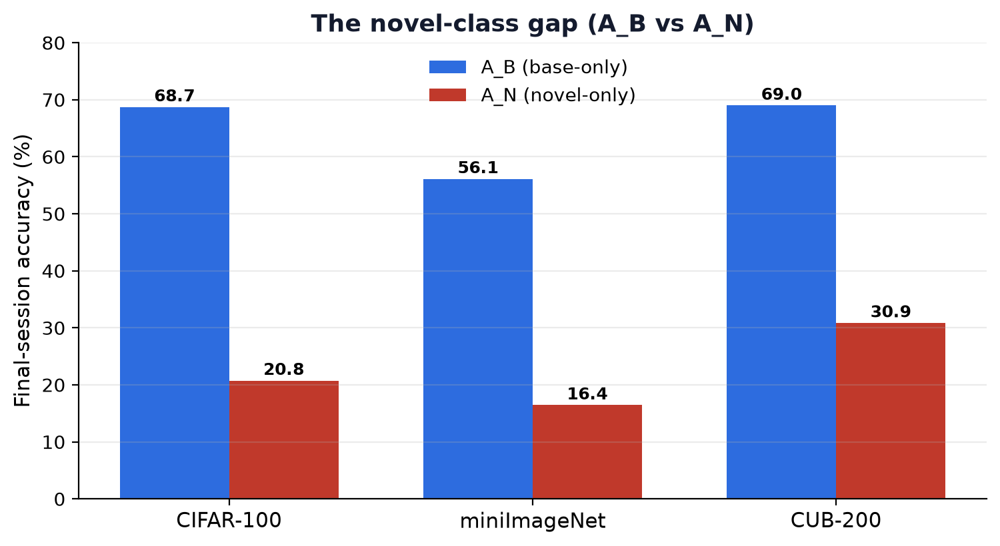 The novel-class gap (A_B vs A_N)
A_B (base-only)
A_N (novel-only)
Final-session accuracy (%)
80
70
60
50
40
30
20
10
0
68.7
20.8
56.1
16.4
69.0
30.9
CIFAR-100
miniImageNet
CUB-200